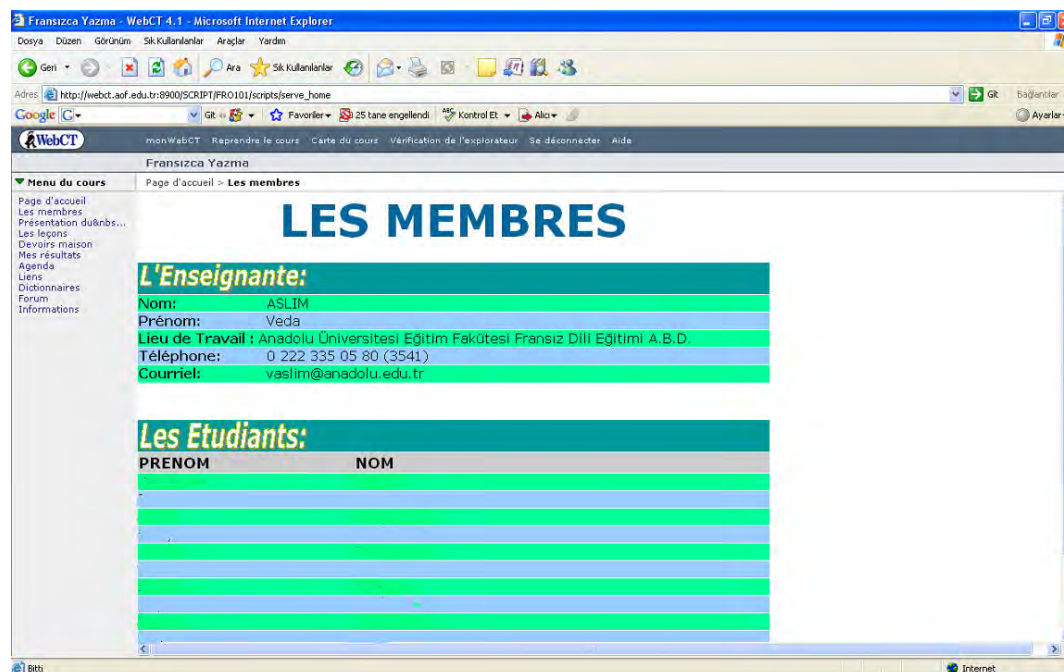 Fransızca Yazma - WebCT 4.1 - Microsoft Internet Explorer
Dosya Düzen Görünüm Sık Kullanılanlar Araçlar Yardım
Geri Ara Sık Kullanılanlar
Adres http://webct.aof.edu.tr:8900/SCRIPT/FRO101/scripts/serve_home Git Bağlantılar
Google G Git Favoriler 25 tane engellendi ABC Kontrol Et Alıcı Ayarlar
WebCT monWebCT Reprendre le cours Carte du cours Vérification de l'explorateur Se déconnecter Aide
Fransızca Yazma
Menu du cours Page d'accueil > Les membres
Page d'accueil
Les membres
Présentation du&nbs...
Les leçons
Devoirs maison
Mes résultats
Agenda
Liens
Dictionnaires
Forum
Informations
LES MEMBRES
L'Enseignante:
Nom: ASLIM
Prénom: Veda
Lieu de Travail : Anadolu Üniversitesi Eğitim Fakütesi Fransız Dili Eğitimi A.B.D.
Téléphone: 0 222 335 05 80 (3541)
Courriel: vaslim@anadolu.edu.tr
Les Etudiants:
PRENOM NOM
Bitti Internet